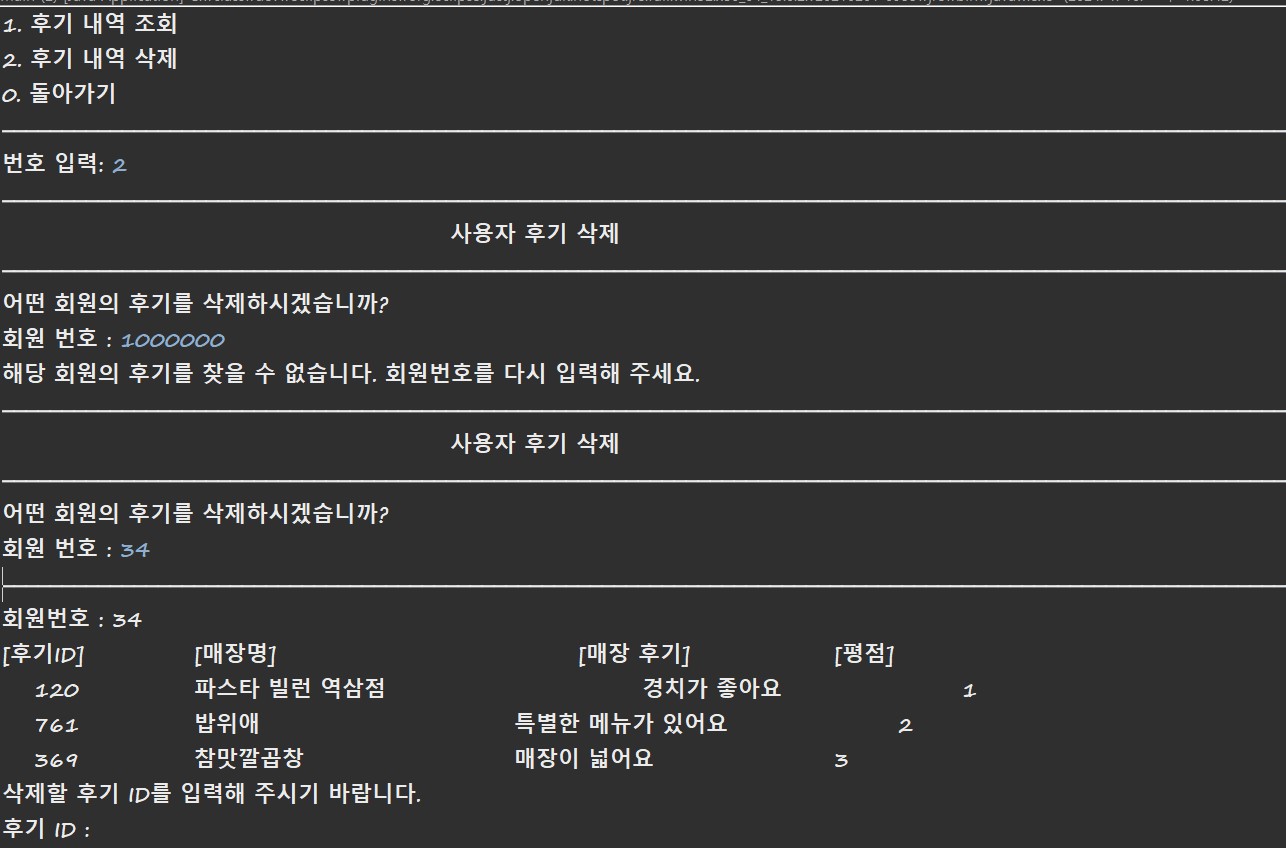 1. 후기 내역 조회
2. 후기 내역 삭제
0. 돌아가기
번호 입력: 2
사용자 후기 삭제
어떤 회원의 후기를 삭제하시겠습니까?
회원 번호 : 1000000
해당 회원의 후기를 찾을 수 없습니다. 회원번호를 다시 입력해 주세요.
사용자 후기 삭제
어떤 회원의 후기를 삭제하시겠습니까?
회원 번호 : 34
회원번호 : 34
[후기ID] [매장명] [매장 후기] [평점]
120 파스타 빌런 역삼점 경치가 좋아요 1
761 밥위애 특별한 메뉴가 있어요 2
369 참맛깔곱창 매장이 넓어요 3
삭제할 후기 ID를 입력해 주시기 바랍니다.
후기 ID :